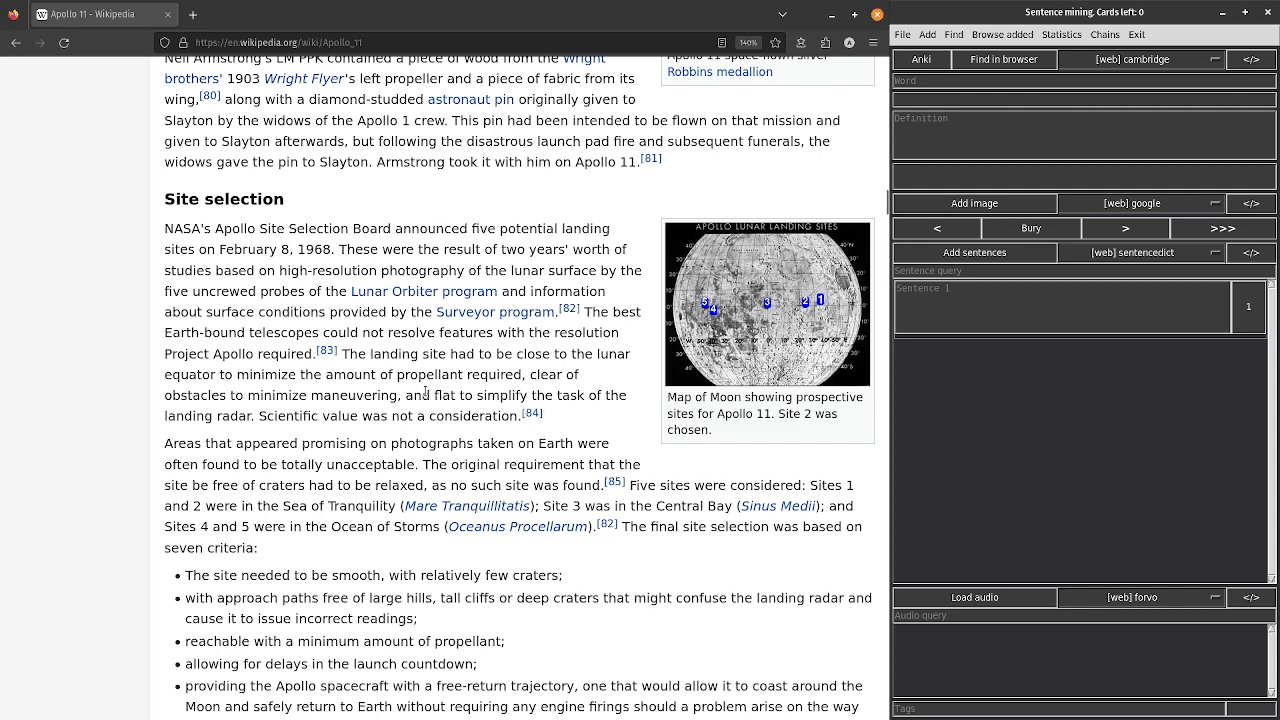 Apollo 11 - Wikipedia
Sentence mining. Cards left: 0
https://en.wikipedia.org/wiki/Apollo_11
140%
File Add Find Browse added Statistics Chains Exit
Neil Armstrong's LM PPK contained a piece of wood from the Wright
brothers' 1903 Wright Flyer's left propeller and a piece of fabric from its
wing,[80] along with a diamond-studded astronaut pin originally given to
Slayton by the widows of the Apollo 1 crew. This pin had been intended to be flown on that mission and
given to Slayton afterwards, but following the disastrous launch pad fire and subsequent funerals, the
widows gave the pin to Slayton. Armstrong took it with him on Apollo 11.[81]
Apollo 11 space-flown silver
Robbins medallion
Site selection
NASA's Apollo Site Selection Board announced five potential landing
sites on February 8, 1968. These were the result of two years' worth of
studies based on high-resolution photography of the lunar surface by the
five unmanned probes of the Lunar Orbiter program and information
about surface conditions provided by the Surveyor program.[82] The best
Earth-bound telescopes could not resolve features with the resolution
Project Apollo required.[83] The landing site had to be close to the lunar
equator to minimize the amount of propellant required, clear of
obstacles to minimize maneuvering, and flat to simplify the task of the
landing radar. Scientific value was not a consideration.[84]
APOLLO LUNAR LANDING SITES
5 4 3 2 1
Map of Moon showing prospective
sites for Apollo 11. Site 2 was
chosen.
Areas that appeared promising on photographs taken on Earth were
often found to be totally unacceptable. The original requirement that the
site be free of craters had to be relaxed, as no such site was found.[85] Five sites were considered: Sites 1
and 2 were in the Sea of Tranquility (Mare Tranquillitatis); Site 3 was in the Central Bay (Sinus Medii); and
Sites 4 and 5 were in the Ocean of Storms (Oceanus Procellarum).[82] The final site selection was based on
seven criteria:
• The site needed to be smooth, with relatively few craters;
• with approach paths free of large hills, tall cliffs or deep craters that might confuse the landing radar and
cause it to issue incorrect readings;
• reachable with a minimum amount of propellant;
• allowing for delays in the launch countdown;
• providing the Apollo spacecraft with a free-return trajectory, one that would allow it to coast around the
Moon and safely return to Earth without requiring any engine firings should a problem arise on the way
Anki Find in browser [web] cambridge </>
Word
Definition
Add image [web] google </>
< Bury > >>>
Add sentences [web] sentencedict </>
Sentence query
Sentence 1
1
Load audio [web] forvo </>
Audio query
Tags